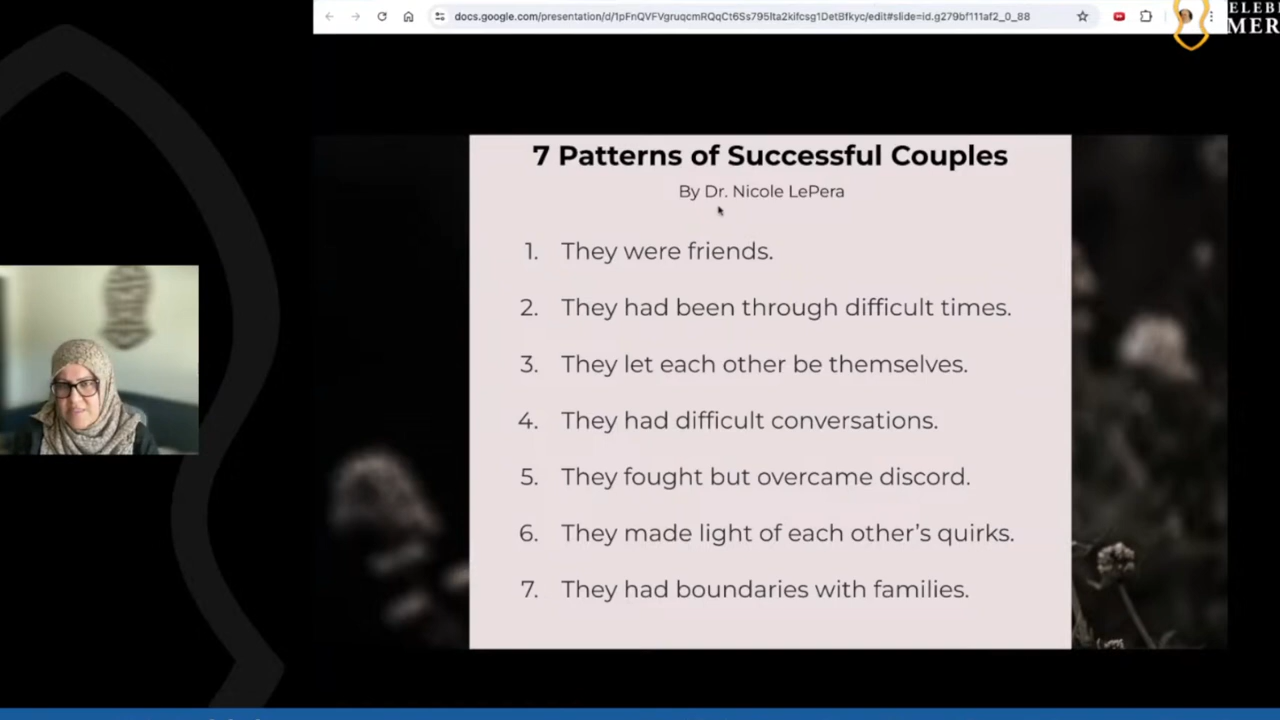 docs.google.com/presentation/d/1pFnQVFVgruqcmRQqCt6Ss795lta2kifcsg1DetBfkyc/edit#slide=id.g279bf111af2_0_88
7 Patterns of Successful Couples
By Dr. Nicole LePera
1. They were friends.
2. They had been through difficult times.
3. They let each other be themselves.
4. They had difficult conversations.
5. They fought but overcame discord.
6. They made light of each other’s quirks.
7. They had boundaries with families.